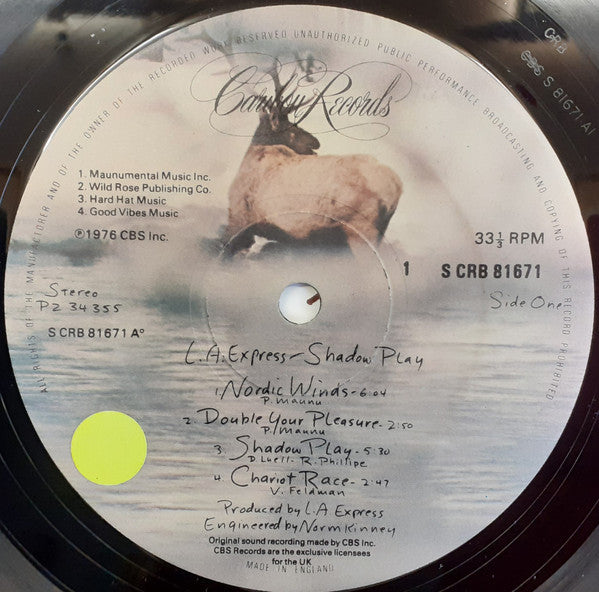 ALL RIGHTS OF THE MANUFACTURER AND OF THE OWNER OF THE RECORDED WORK RESERVED UNAUTHORIZED PUBLIC PERFORMANCE BROADCASTING AND COPYING OF THIS RECORD PROHIBITED
CRB
CBS S 81671 A1
Caribou Records
1. Maunumental Music Inc.
2. Wild Rose Publishing Co.
3. Hard Hat Music
4. Good Vibes Music
℗1976 CBS Inc.
33⅓ RPM
1
S CRB 81671
Stereo
PZ 34355
Side One
S CRB 81671 A°
L.A. Express - Shadow Play
1. Nordic Winds - 6:04
P. Maunu
2. Double Your Pleasure - 2:50
P. Maunu
3. Shadow Play - 5:30
D. Luell - R. Phillipe
4. Chariot Race - 2:47
V. Feldman
Produced by L.A Express
Engineered by Norm Kinney
Original sound recording made by CBS Inc.
CBS Records are the exclusive licensees
for the UK
MADE IN ENGLAND